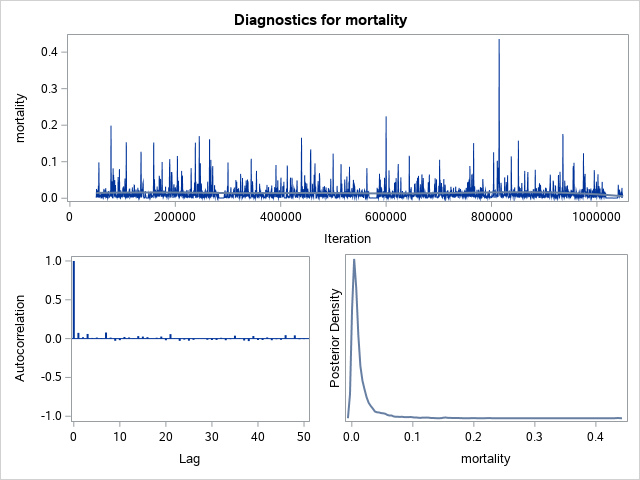 Diagnostics for mortality
mortality
0.4
0.3
0.2
0.1
0.0
0 200000 400000 600000 800000 1000000
Iteration
Autocorrelation
1.0
0.5
0.0
-0.5
-1.0
0 10 20 30 40 50
Lag
Posterior Density
0.0 0.1 0.2 0.3 0.4
mortality